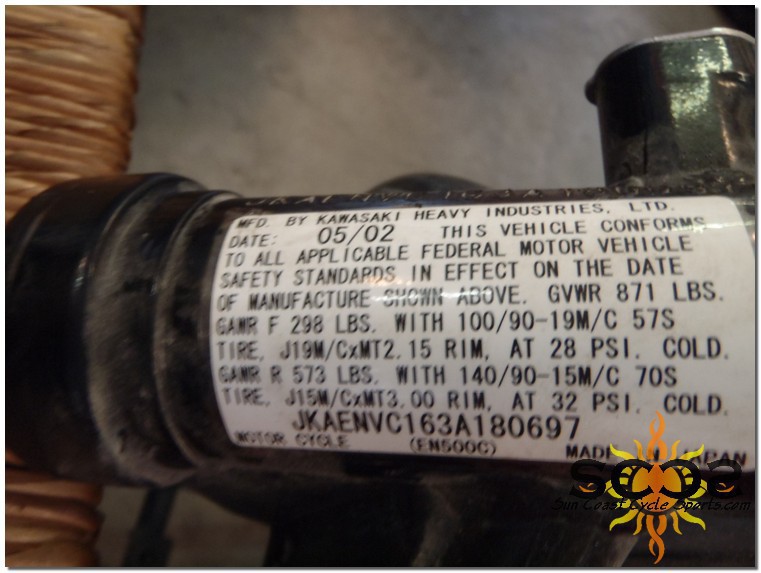 MFD. BY KAWASAKI HEAVY INDUSTRIES, LTD.
DATE: 05/02 THIS VEHICLE CONFORMS
TO ALL APPLICABLE FEDERAL MOTOR VEHICLE
SAFETY STANDARDS IN EFFECT ON THE DATE
OF MANUFACTURE SHOWN ABOVE. GVWR 871 LBS.
GAWR F 298 LBS. WITH 100/90-19M/C 57S
TIRE, J19M/CxMT2.15 RIM, AT 28 PSI. COLD.
GAWR R 573 LBS. WITH 140/90-15M/C 70S
TIRE, J15M/CxMT3.00 RIM, AT 32 PSI. COLD.
JKAENVC163A180697
MOTOR CYCLE (EN500C) MADE IN JAPAN
Sun Coast Cycle Sports.com